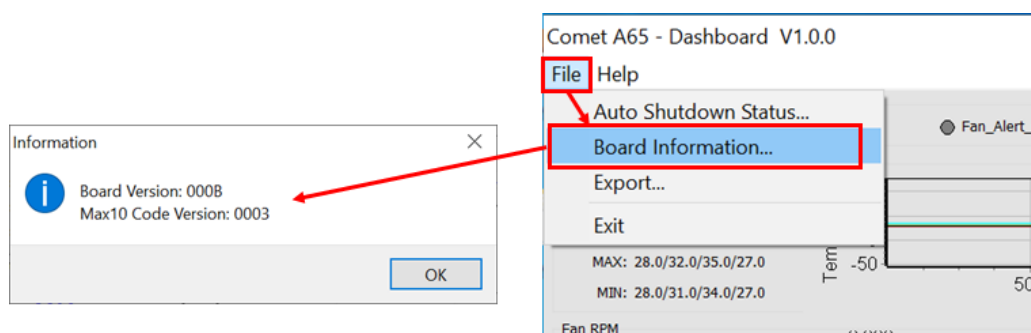 Information
Board Version: 000B
Max10 Code Version: 0003
OK
Comet A65 - Dashboard V1.0.0
File Help
Auto Shutdown Status...
Board Information...
Export...
Exit
Fan_Alert_
MAX: 28.0/32.0/35.0/27.0
MIN: 28.0/31.0/34.0/27.0
Tem
-50
50
Fan RPM